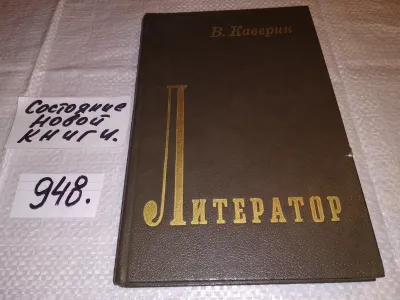 Состояние
новой
книги.
948.
В. Каверин
Литератор